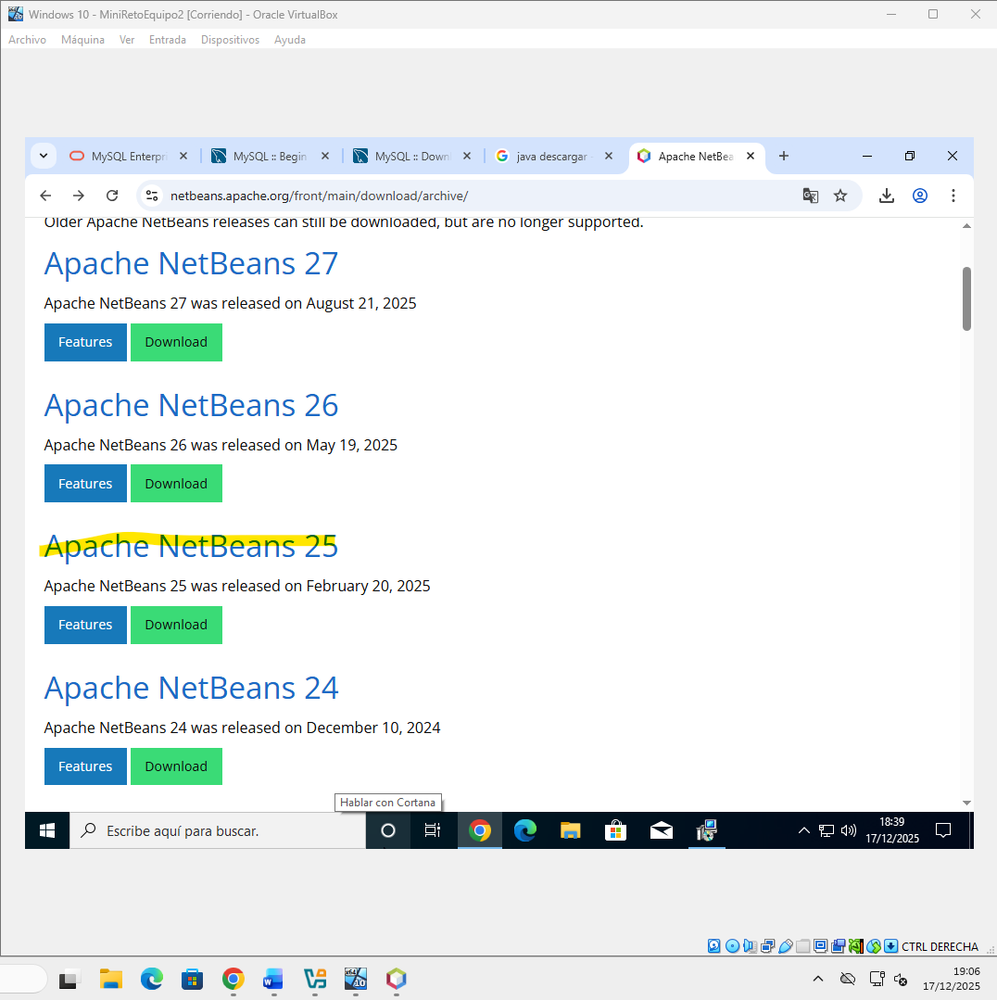 Windows 10 - MiniRetoEquipo2 [Corriendo] - Oracle VirtualBox
Archivo Máquina Ver Entrada Dispositivos Ayuda
MySQL Enterpri MySQL :: Begin MySQL :: Downl java descargar - Apache NetBea
netbeans.apache.org/front/main/download/archive/
Older Apache NetBeans releases can still be downloaded, but are no longer supported.
Apache NetBeans 27
Apache NetBeans 27 was released on August 21, 2025
Features Download
Apache NetBeans 26
Apache NetBeans 26 was released on May 19, 2025
Features Download
Apache NetBeans 25
Apache NetBeans 25 was released on February 20, 2025
Features Download
Apache NetBeans 24
Apache NetBeans 24 was released on December 10, 2024
Features Download
Hablar con Cortana
Escribe aquí para buscar.
18:39
17/12/2025
CTRL DERECHA
19:06
17/12/2025